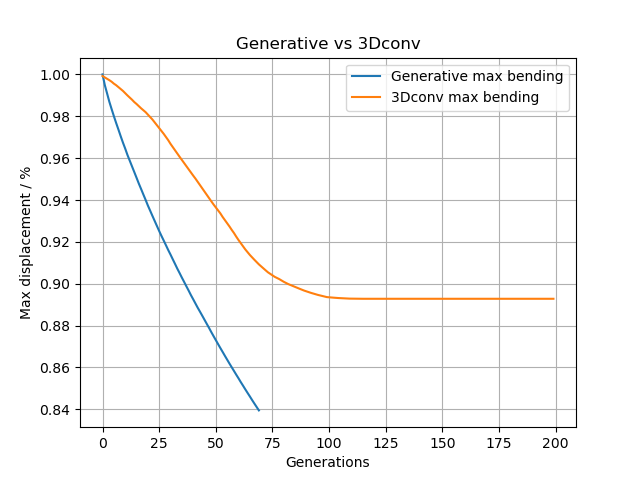 Generative vs 3Dconv
Generative max bending
3Dconv max bending
Max displacement / %
1.00
0.98
0.96
0.94
0.92
0.90
0.88
0.86
0.84
0 25 50 75 100 125 150 175 200
Generations